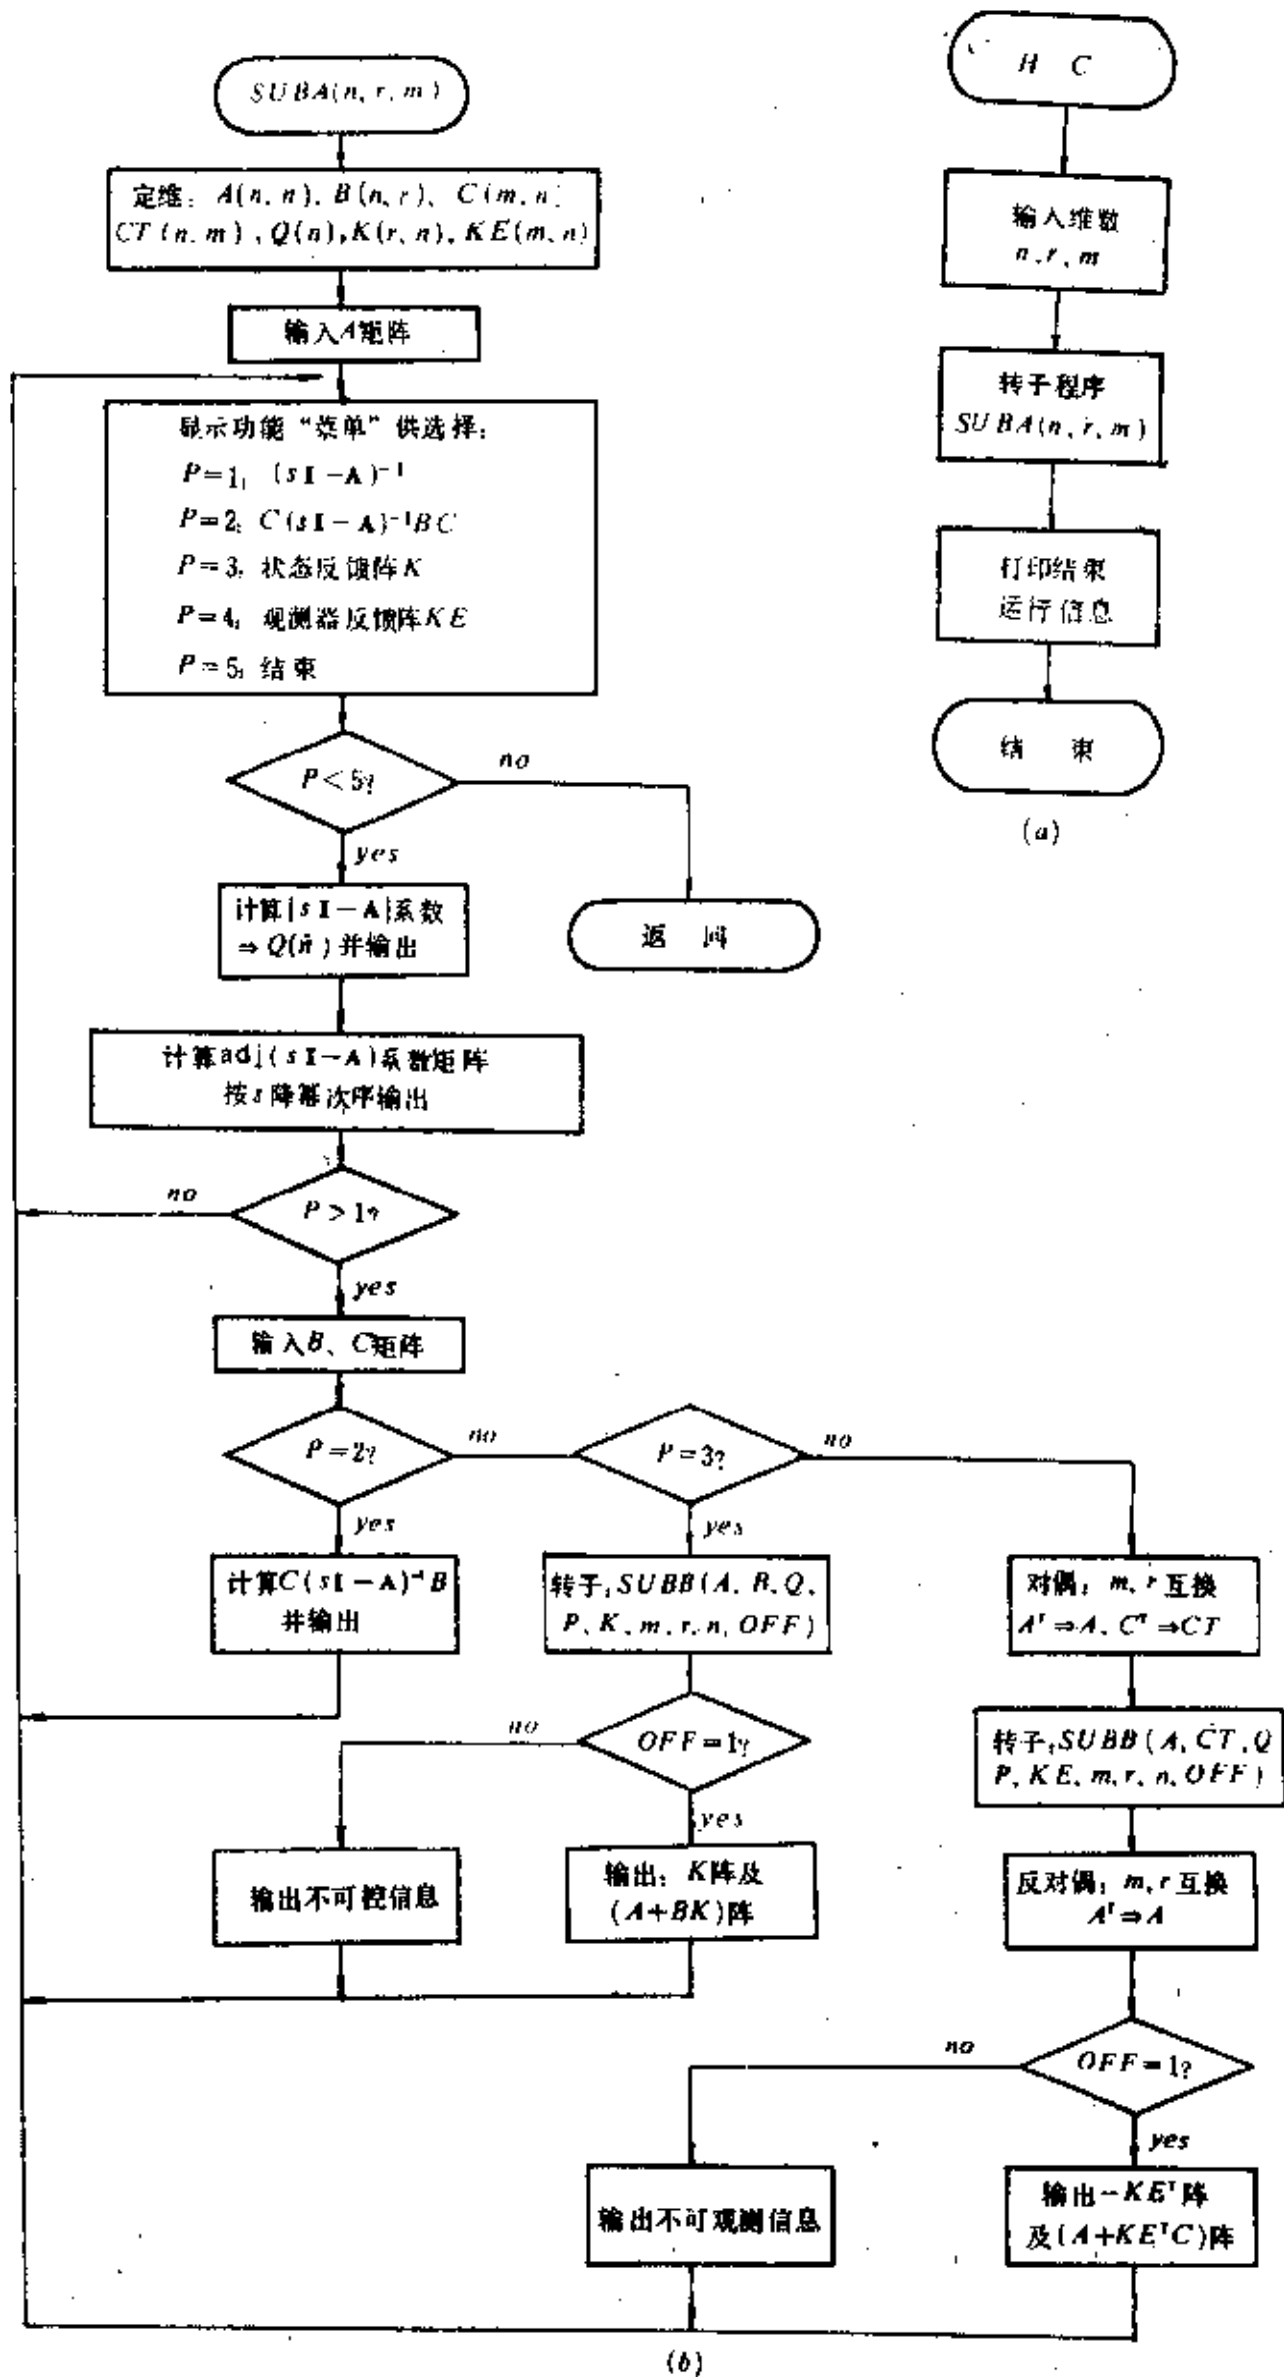 SUBA(n, r, m)
定维：A(n, n)、B(n, r)、C(m, n)
CT(n, m)、Q(n)、K(r, n)、KE(m, n)
输入A矩阵
显示功能“菜单”供选择：
P=1：(sI－A)⁻¹
P=2：C(sI－A)⁻¹BC
P=3：状态反馈阵K
P=4：观测器反馈阵KE
P=5：结束
P<5?
no
yes
计算|sI－A|系数
⇒Q(n)并输出
返 回
计算adj(sI－A)系数矩阵
按s降幂次序输出
P>1?
no
yes
输入B、C矩阵
P=2?
no
P=3?
no
yes
yes
计算C(sI－A)⁻¹B
并输出
转子：SUBB(A、B、Q、
P、K、m、r、n、OFF)
对偶：m、r互换
Aᵀ⇒A、Cᵀ⇒CT
no
OFF=1?
yes
转子：SUBB(A、CT、Q
P、KE、m、r、n、OFF)
输出不可控信息
输出：K阵及
(A+BK)阵
反对偶：m、r互换
Aᵀ⇒A
no
OFF=1?
yes
输出不可观测信息
输出－KEᵀ阵
及(A+KEᵀC)阵
(b)
H C
输入维数
n、r、m
转子程序
SUBA(n, r, m)
打印结束
运行信息
结 束
(a)